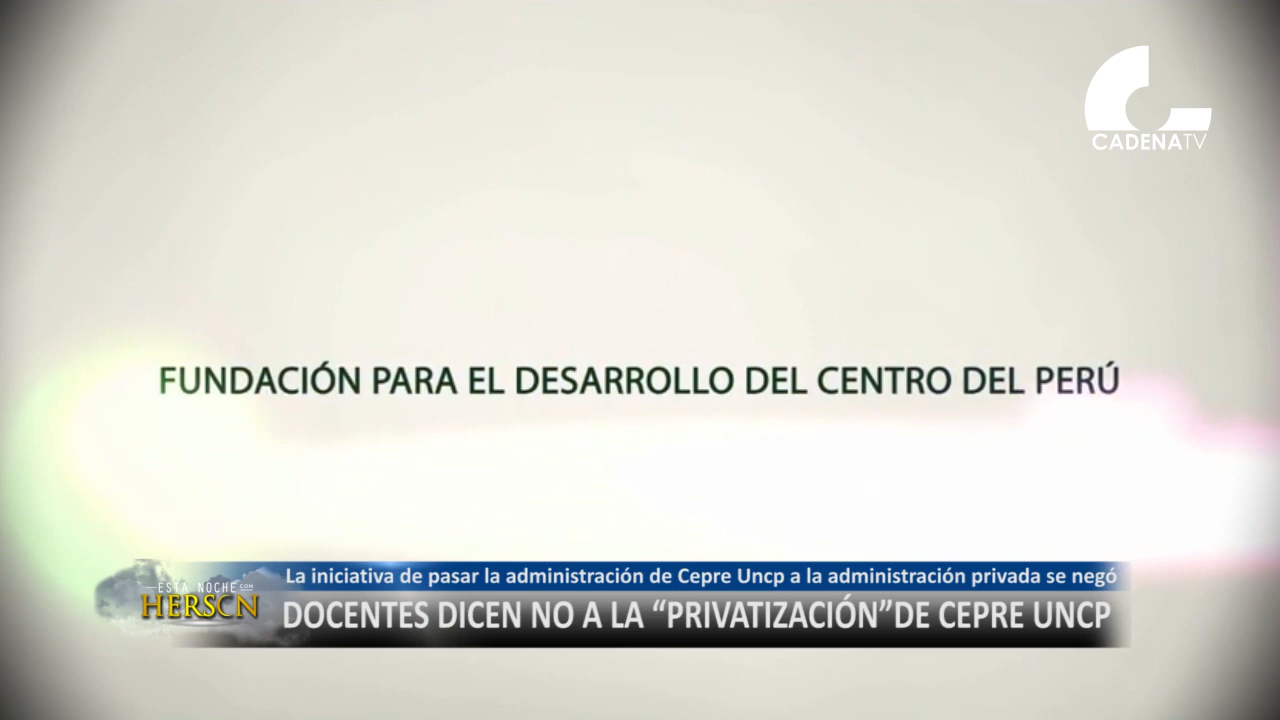 CADENATV
FUNDACIÓN PARA EL DESARROLLO DEL CENTRO DEL PERÚ
La iniciativa de pasar la administración de Cepre Uncp a la administración privada se negó
ESTA NOCHE COM
HERSCN
DOCENTES DICEN NO A LA “PRIVATIZACIÓN”DE CEPRE UNCP